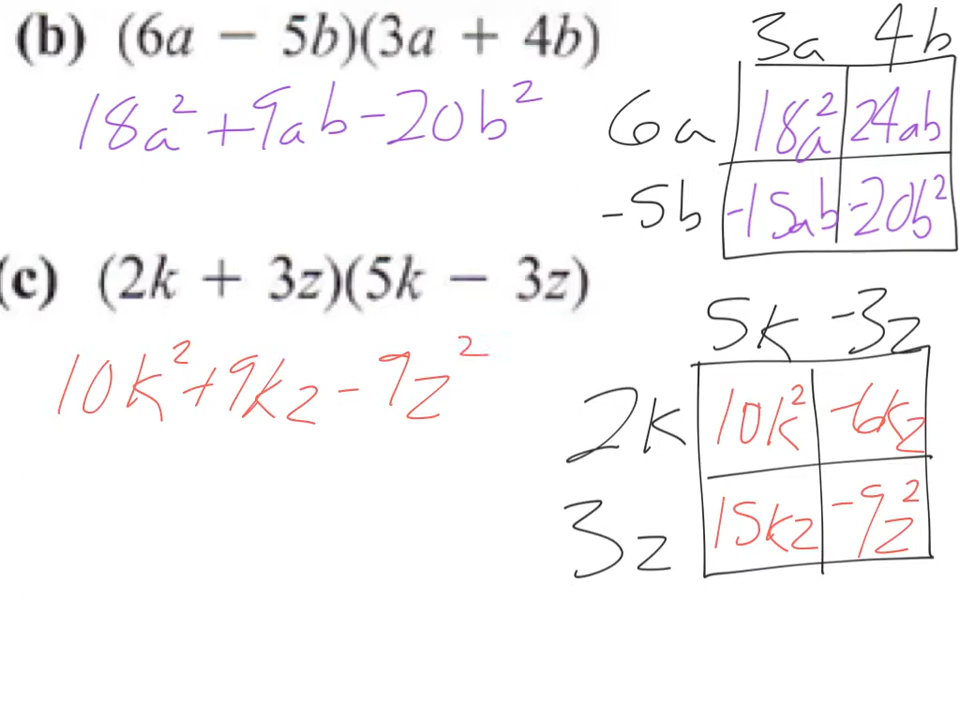 (b) (6a − 5b)(3a + 4b)
18a² + 9ab − 20b²
3a 4b
6a 18a² 24ab
-5b -15ab -20b²
(c) (2k + 3z)(5k − 3z)
10k² + 9kz − 9z²
5k -3z
2k 10k² -6kz
3z 15kz -9z²